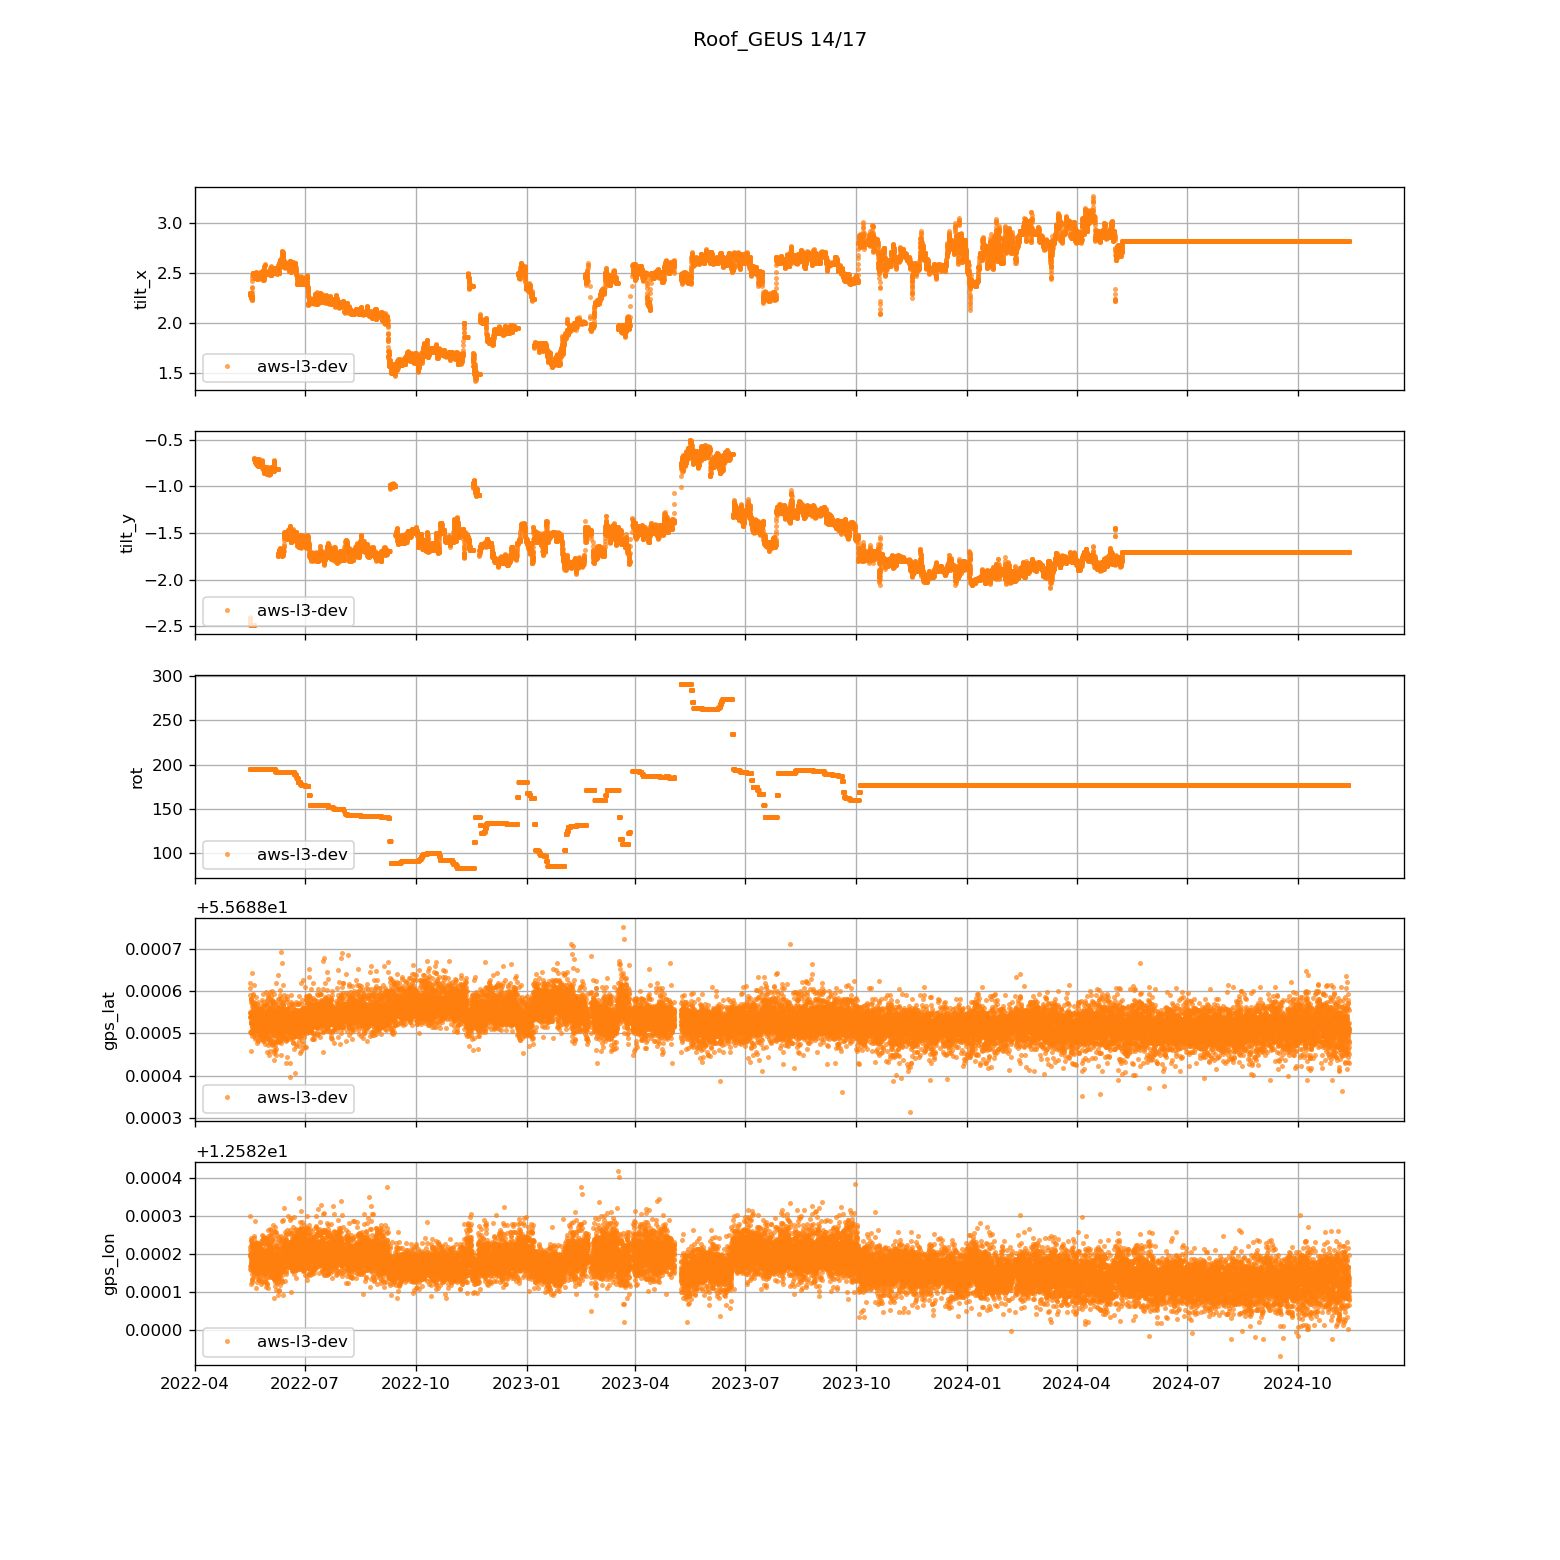 Roof_GEUS 14/17
tilt_x
3.0
2.5
2.0
1.5
aws-l3-dev
tilt_y
−0.5
−1.0
−1.5
−2.0
−2.5
aws-l3-dev
rot
300
250
200
150
100
aws-l3-dev
+5.5688e1
gps_lat
0.0007
0.0006
0.0005
0.0004
0.0003
aws-l3-dev
+1.2582e1
gps_lon
0.0004
0.0003
0.0002
0.0001
0.0000
aws-l3-dev
2022-04 2022-07 2022-10 2023-01 2023-04 2023-07 2023-10 2024-01 2024-04 2024-07 2024-10